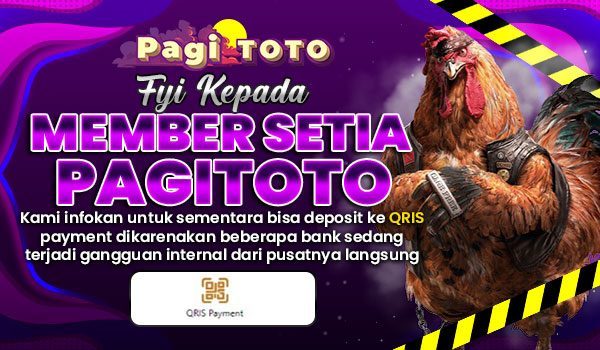 Pagi TOTO
Fyi Kepada
MEMBER SETIA
PAGITOTO
Kami infokan untuk sementara bisa deposit ke QRIS
payment dikarenakan beberapa bank sedang
terjadi gangguan internal dari pusatnya langsung
QRIS Payment